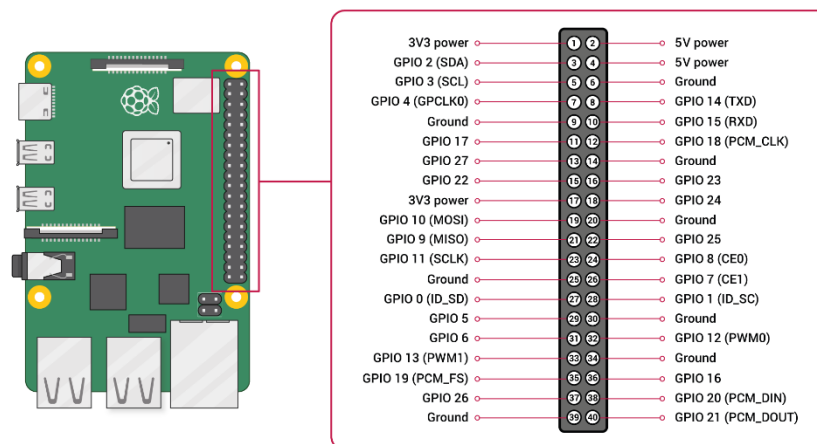 3V3 power 1 2 5V power
GPIO 2 (SDA) 3 4 5V power
GPIO 3 (SCL) 5 6 Ground
GPIO 4 (GPCLK0) 7 8 GPIO 14 (TXD)
Ground 9 10 GPIO 15 (RXD)
GPIO 17 11 12 GPIO 18 (PCM_CLK)
GPIO 27 13 14 Ground
GPIO 22 15 16 GPIO 23
3V3 power 17 18 GPIO 24
GPIO 10 (MOSI) 19 20 Ground
GPIO 9 (MISO) 21 22 GPIO 25
GPIO 11 (SCLK) 23 24 GPIO 8 (CE0)
Ground 25 26 GPIO 7 (CE1)
GPIO 0 (ID_SD) 27 28 GPIO 1 (ID_SC)
GPIO 5 29 30 Ground
GPIO 6 31 32 GPIO 12 (PWM0)
GPIO 13 (PWM1) 33 34 Ground
GPIO 19 (PCM_FS) 35 36 GPIO 16
GPIO 26 37 38 GPIO 20 (PCM_DIN)
Ground 39 40 GPIO 21 (PCM_DOUT)